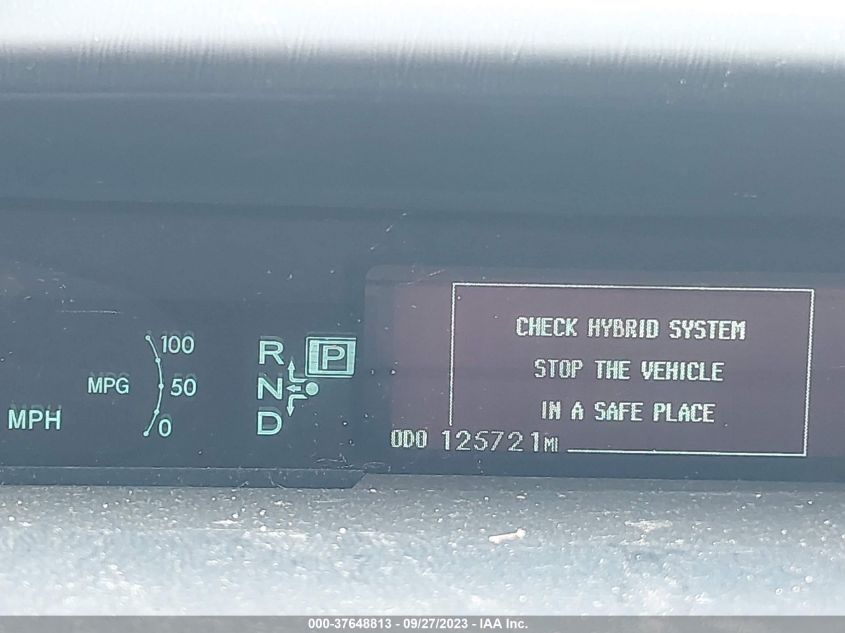 100
MPG 50
MPH 0
R P
N
D
CHECK HYBRID SYSTEM
STOP THE VEHICLE
IN A SAFE PLACE
ODO 125721MI
000-37648813 - 09/27/2023 - IAA Inc.